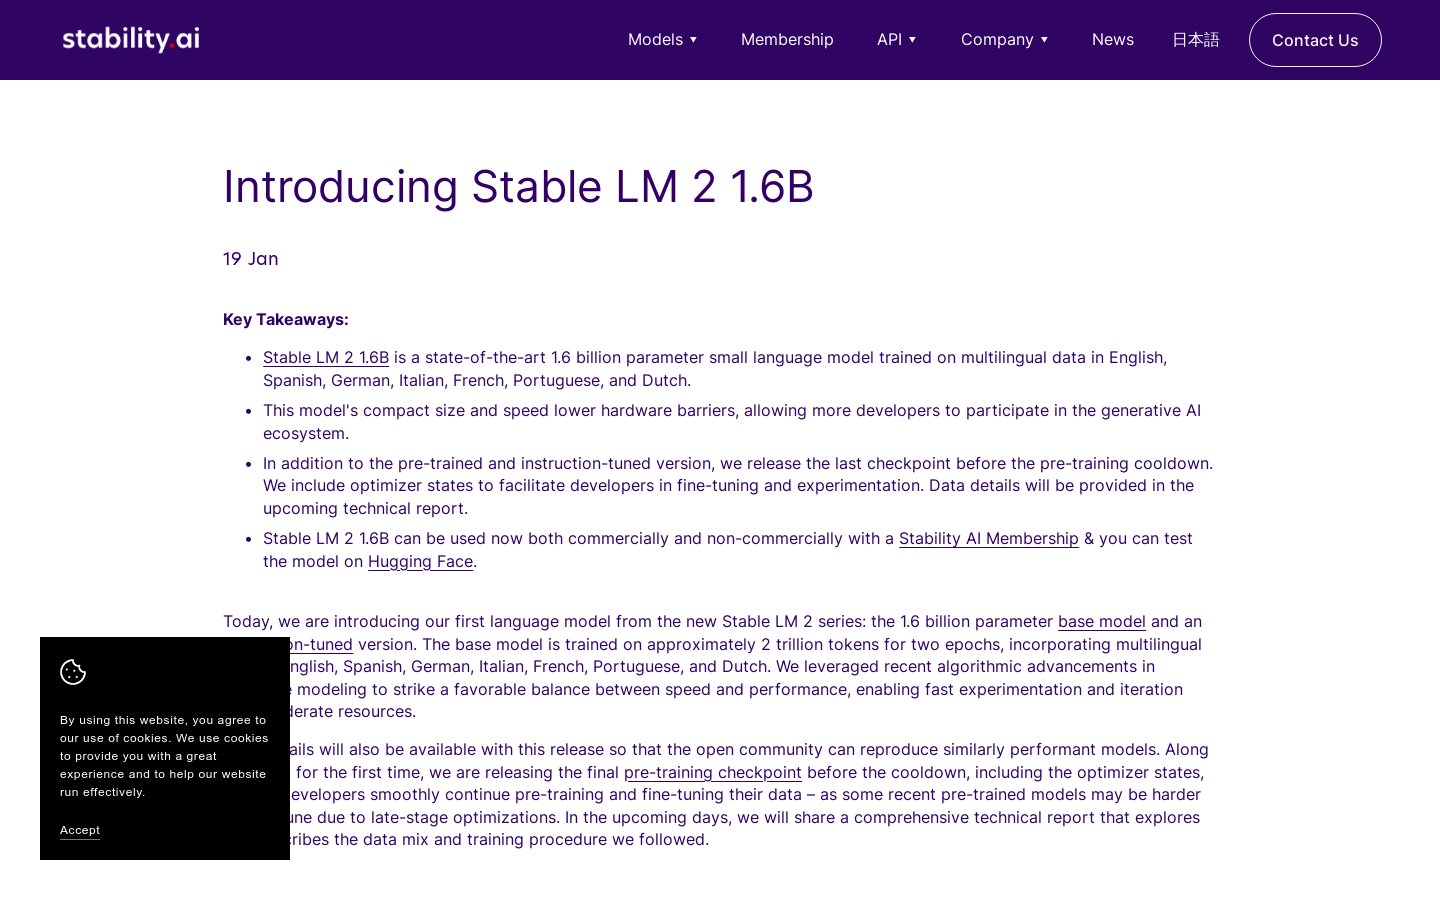 stability.ai
Models ▼
Membership
API ▼
Company ▼
News
日本語
Contact Us
Introducing Stable LM 2 1.6B
19 Jan
Key Takeaways:
• Stable LM 2 1.6B is a state-of-the-art 1.6 billion parameter small language model trained on multilingual data in English,
Spanish, German, Italian, French, Portuguese, and Dutch.
• This model's compact size and speed lower hardware barriers, allowing more developers to participate in the generative AI
ecosystem.
• In addition to the pre-trained and instruction-tuned version, we release the last checkpoint before the pre-training cooldown.
We include optimizer states to facilitate developers in fine-tuning and experimentation. Data details will be provided in the
upcoming technical report.
• Stable LM 2 1.6B can be used now both commercially and non-commercially with a Stability AI Membership & you can test
the model on Hugging Face.
Today, we are introducing our first language model from the new Stable LM 2 series: the 1.6 billion parameter base model and an
on-tuned version. The base model is trained on approximately 2 trillion tokens for two epochs, incorporating multilingual
nglish, Spanish, German, Italian, French, Portuguese, and Dutch. We leveraged recent algorithmic advancements in
modeling to strike a favorable balance between speed and performance, enabling fast experimentation and iteration
derate resources.
ails will also be available with this release so that the open community can reproduce similarly performant models. Along
for the first time, we are releasing the final pre-training checkpoint before the cooldown, including the optimizer states,
evelopers smoothly continue pre-training and fine-tuning their data – as some recent pre-trained models may be harder
une due to late-stage optimizations. In the upcoming days, we will share a comprehensive technical report that explores
cribes the data mix and training procedure we followed.
By using this website, you agree to
our use of cookies. We use cookies
to provide you with a great
experience and to help our website
run effectively.
Accept